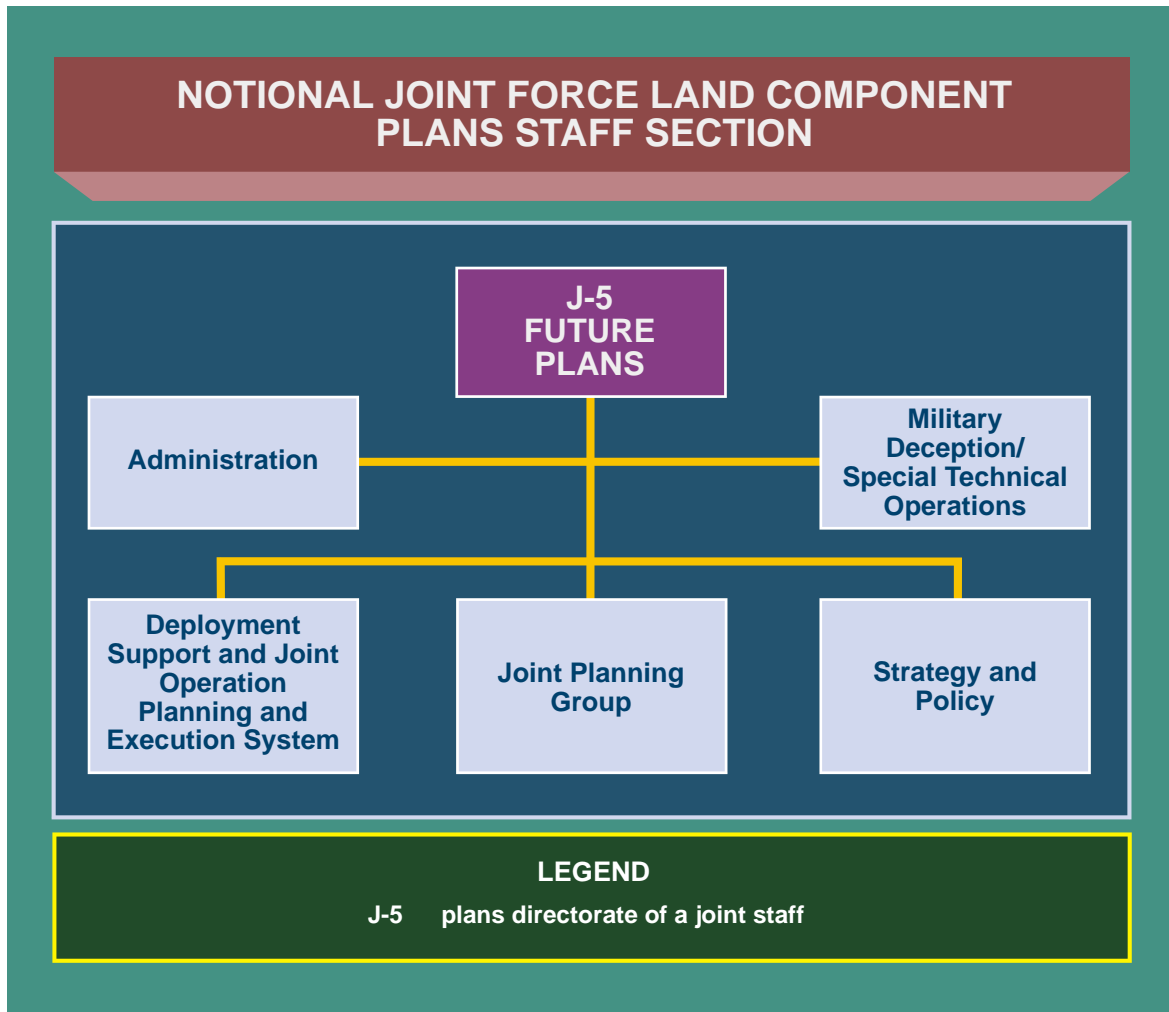 NOTIONAL JOINT FORCE LAND COMPONENT
PLANS STAFF SECTION
J-5
FUTURE
PLANS
Administration
Military
Deception/
Special Technical
Operations
Deployment
Support and Joint
Operation
Planning and
Execution System
Joint Planning
Group
Strategy and
Policy
LEGEND
J-5 plans directorate of a joint staff